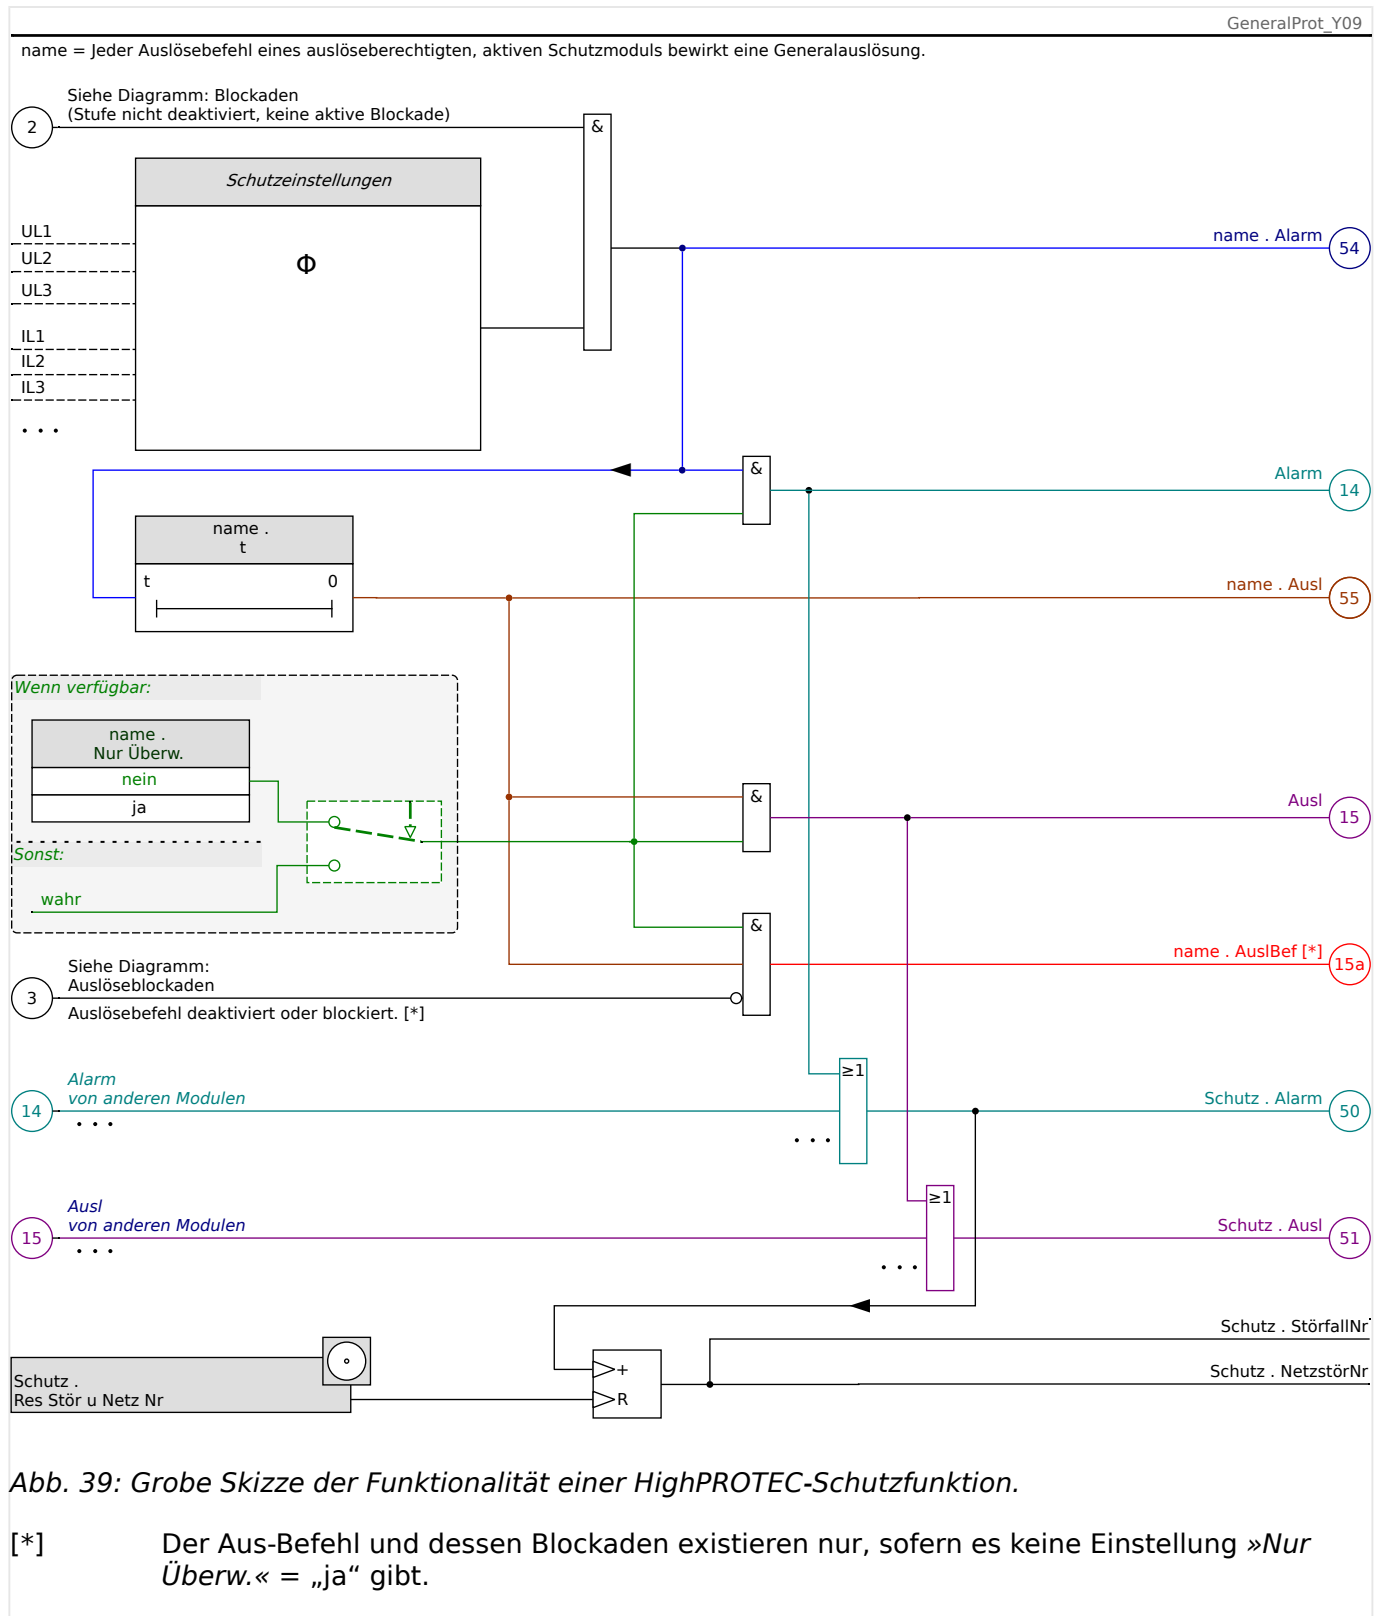 GeneralProt_Y09
name = Jeder Auslösebefehl eines auslöseberechtigten, aktiven Schutzmoduls bewirkt eine Generalauslösung.
Siehe Diagramm: Blockaden
(Stufe nicht deaktiviert, keine aktive Blockade)
2
&
Schutzeinstellungen
Φ
UL1
UL2
UL3
IL1
IL2
IL3
. . .
name . Alarm
54
&
Alarm
14
name .
t
t 0
name . Ausl
55
Wenn verfügbar:
name .
Nur Überw.
nein
ja
Sonst:
wahr
&
Ausl
15
&
name . AuslBef [*]
15a
Siehe Diagramm:
Auslöseblockaden
3
Auslösebefehl deaktiviert oder blockiert. [*]
Alarm
von anderen Modulen
14
. . .
≥1
. . .
Schutz . Alarm
50
Ausl
von anderen Modulen
15
. . .
≥1
. . .
Schutz . Ausl
51
Schutz . StörfallNr
Schutz . NetzstörNr
+
R
Schutz .
Res Stör u Netz Nr
Abb. 39: Grobe Skizze der Funktionalität einer HighPROTEC-Schutzfunktion.
[*] Der Aus-Befehl und dessen Blockaden existieren nur, sofern es keine Einstellung »Nur
Überw.« = „ja“ gibt.